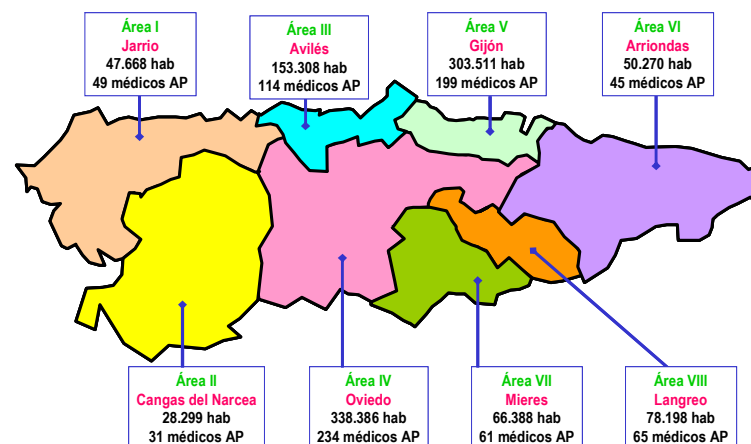 Área I
Jarrio
47.668 hab
49 médicos AP
Área III
Avilés
153.308 hab
114 médicos AP
Área V
Gijón
303.511 hab
199 médicos AP
Área VI
Arriondas
50.270 hab
45 médicos AP
Área II
Cangas del Narcea
28.299 hab
31 médicos AP
Área IV
Oviedo
338.386 hab
234 médicos AP
Área VII
Mieres
66.388 hab
61 médicos AP
Área VIII
Langreo
78.198 hab
65 médicos AP